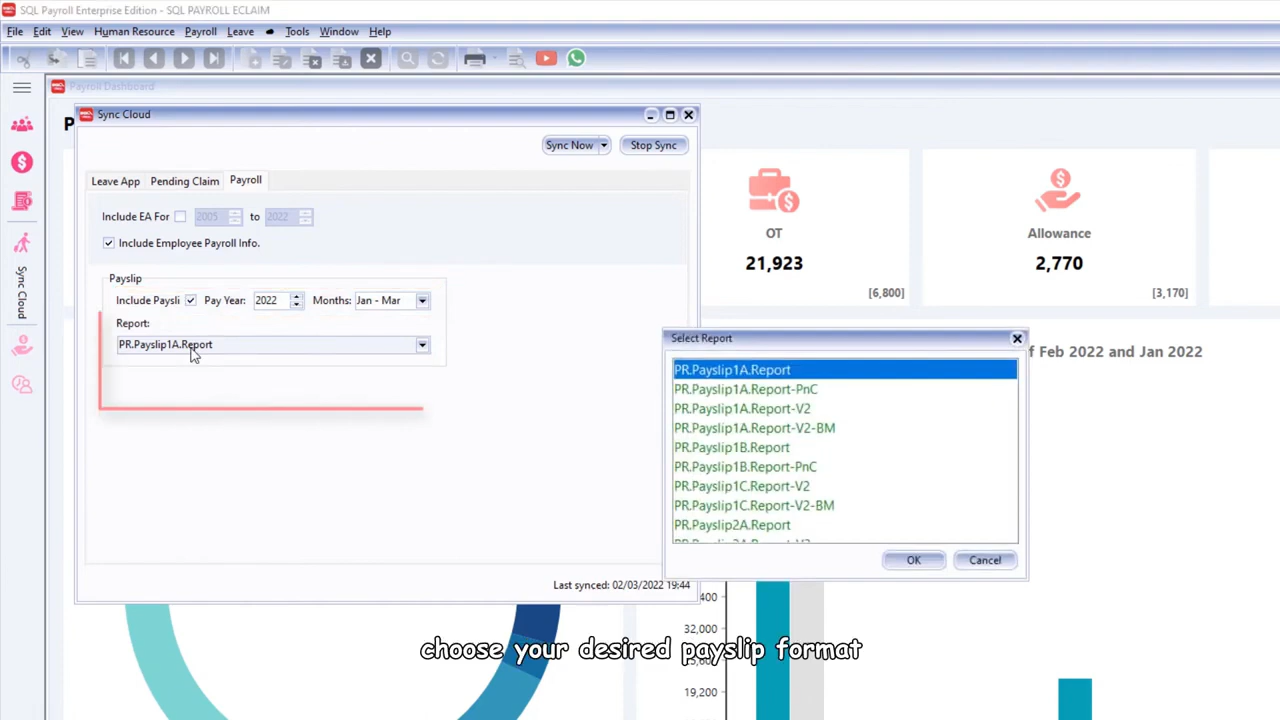 SQL Payroll Enterprise Edition - SQL PAYROLL ECLAIM
File Edit View Human Resource Payroll Leave Tools Window Help
Payroll Dashboard
P
Sync Cloud
Sync Now Stop Sync
Leave App Pending Claim Payroll
Include EA For 2005 to 2022
Include Employee Payroll Info.
Payslip
Include Paysli Pay Year: 2022 Months: Jan - Mar
Report:
PR.Payslip1A.Report
Last synced: 02/03/2022 19:44
Sync Cloud
OT
21,923
[6,800]
Allowance
2,770
[3,170]
f Feb 2022 and Jan 2022
Select Report
PR.Payslip1A.Report
PR.Payslip1A.Report-PnC
PR.Payslip1A.Report-V2
PR.Payslip1A.Report-V2-BM
PR.Payslip1B.Report
PR.Payslip1B.Report-PnC
PR.Payslip1C.Report-V2
PR.Payslip1C.Report-V2-BM
PR.Payslip2A.Report
OK Cancel
,400
32,000
19,200
choose your desired payslip format